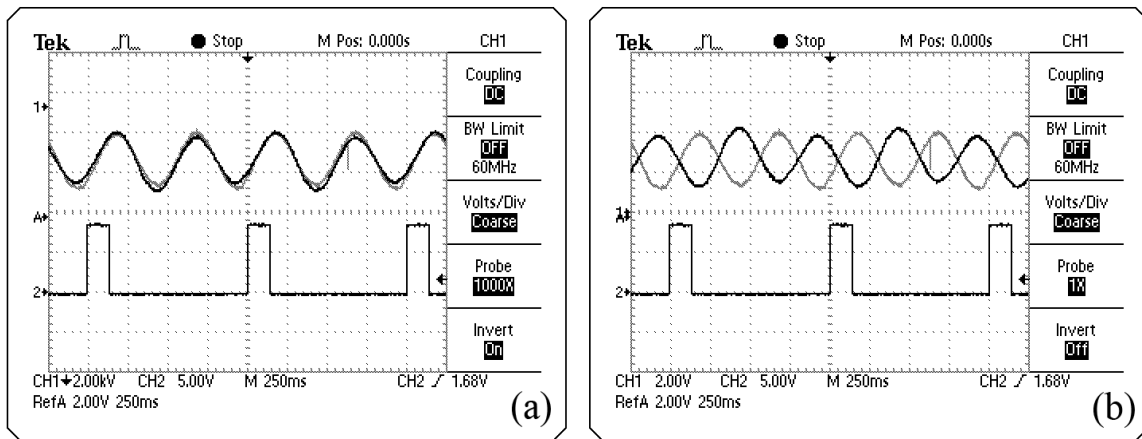 Tek Stop M Pos: 0.000s CH1
Coupling
DC
BW Limit
OFF
60MHz
Volts/Div
Coarse
Probe
1000X
Invert
On
1
A
2
CH1 2.00kV CH2 5.00V M 250ms CH2 1.68V
RefA 2.00V 250ms
(a)
Tek Stop M Pos: 0.000s CH1
Coupling
DC
BW Limit
OFF
60MHz
Volts/Div
Coarse
Probe
1X
Invert
Off
2
CH1 2.00V CH2 5.00V M 250ms CH2 1.68V
RefA 2.00V 250ms
(b)